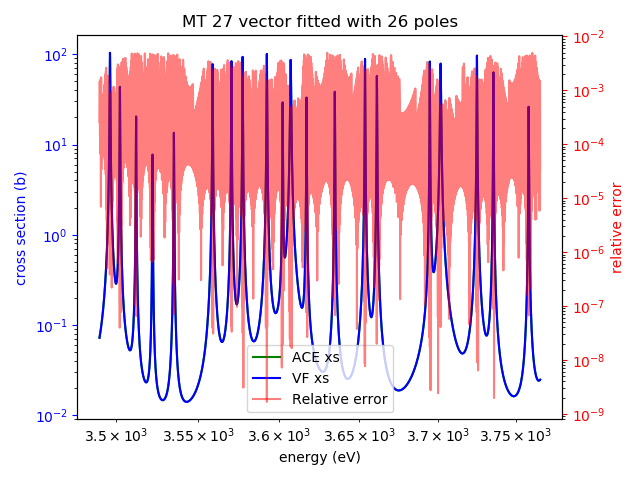 MT 27 vector fitted with 26 poles
cross section (b)
10²
10¹
10⁰
10⁻¹
10⁻²
relative error
10⁻²
10⁻³
10⁻⁴
10⁻⁵
10⁻⁶
10⁻⁷
10⁻⁸
10⁻⁹
ACE xs
VF xs
Relative error
3.5 × 10³ 3.55 × 10³ 3.6 × 10³ 3.65 × 10³ 3.7 × 10³ 3.75 × 10³
energy (eV)